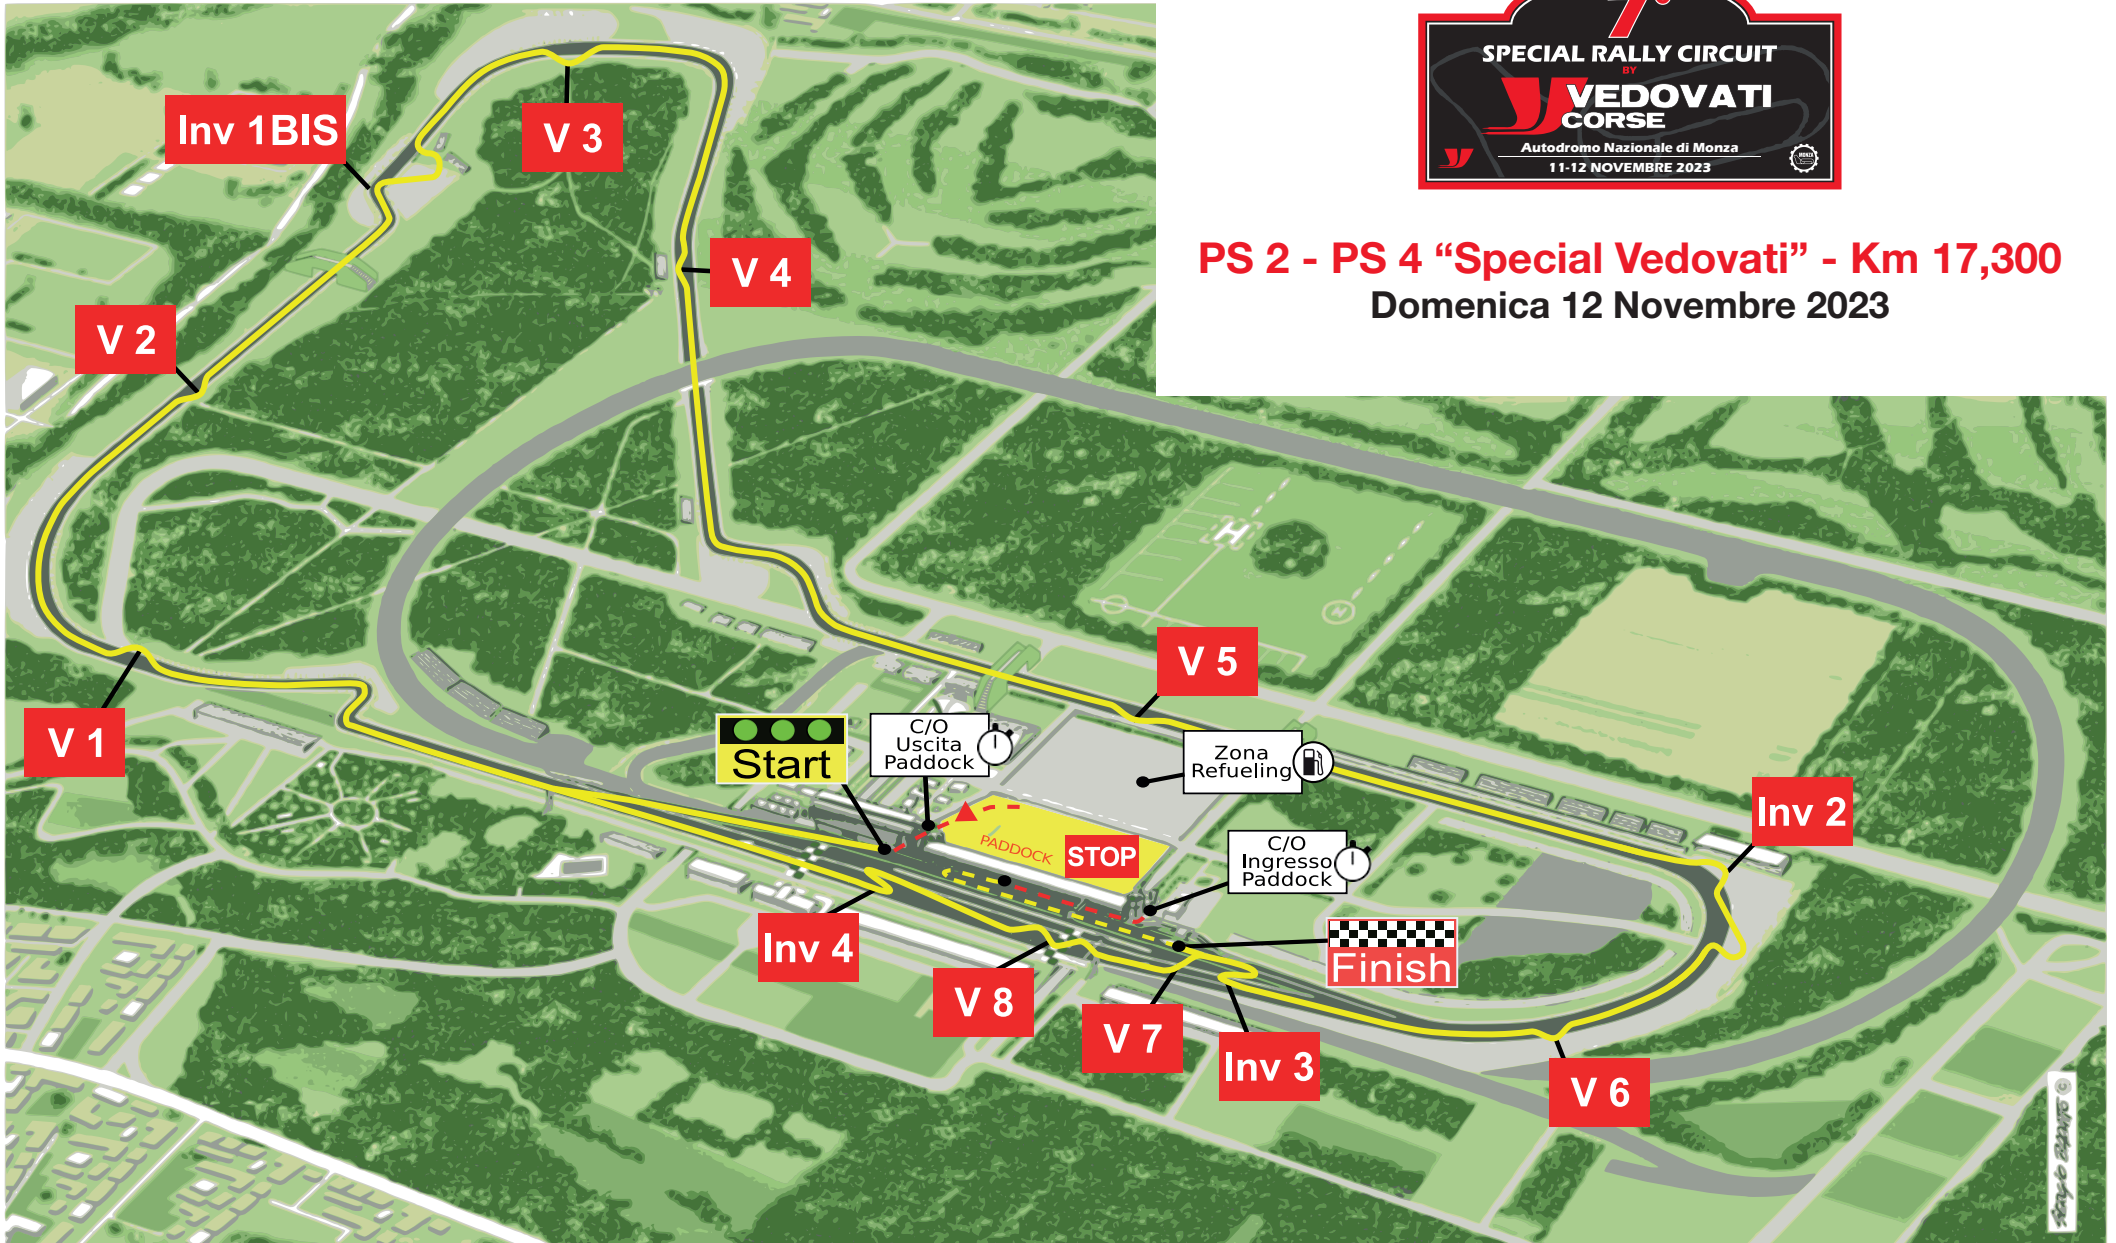 7°
SPECIAL RALLY CIRCUIT
BY
VEDOVATI
CORSE
Autodromo Nazionale di Monza
11-12 NOVEMBRE 2023
MONZA
PS 2 - PS 4 “Special Vedovati” - Km 17,300
Domenica 12 Novembre 2023
Inv 1BIS
V 3
V 4
V 2
H
H
V 5
V 1
Start
C/O
Uscita
Paddock
Zona
Refueling
Inv 2
PADDOCK
STOP
C/O
Ingresso
Paddock
Inv 4
Finish
V 8
V 7
Inv 3
V 6
©